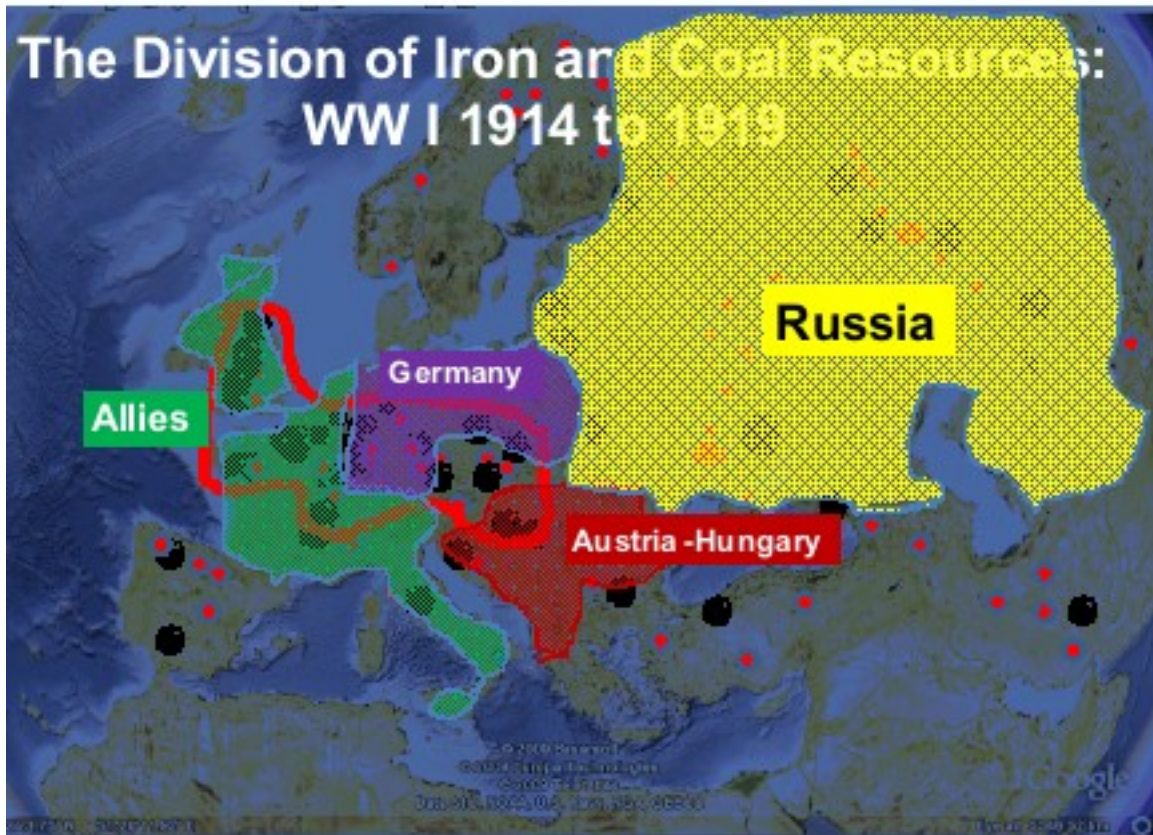 The Division of Iron and Coal Resources:
WW I 1914 to 1919
Russia
Germany
Allies
Austria -Hungary
Google